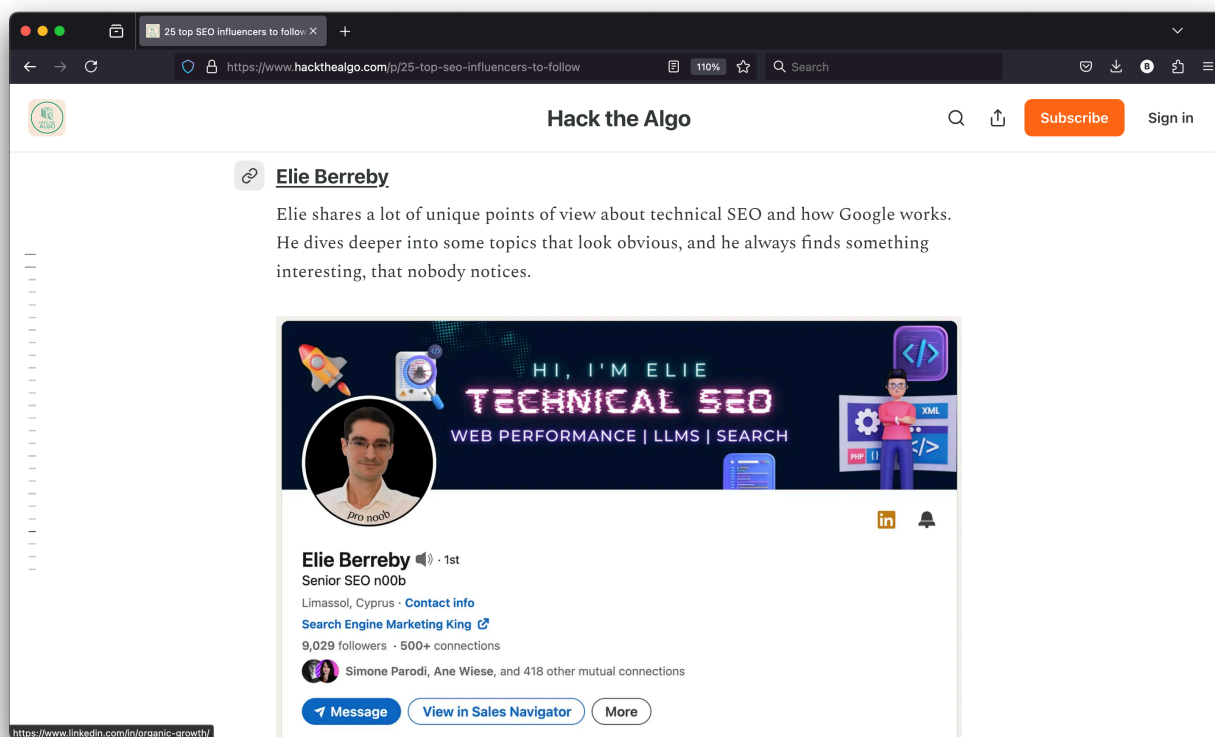 25 top SEO influencers to follow
https://www.hackthealgo.com/p/25-top-seo-influencers-to-follow
110%
Search
B
HACK THE
ALGO
Hack the Algo
Subscribe
Sign in
Elie Berreby
Elie shares a lot of unique points of view about technical SEO and how Google works.
He dives deeper into some topics that look obvious, and he always finds something
interesting, that nobody notices.
HI, I'M ELIE
TECHNICAL SEO
WEB PERFORMANCE | LLMS | SEARCH
</>
XML
</>
PHP
{}
pro noob
in
Elie Berreby · 1st
Senior SEO n00b
Limassol, Cyprus · Contact info
Search Engine Marketing King
9,029 followers · 500+ connections
Simone Parodi, Ane Wiese, and 418 other mutual connections
Message
View in Sales Navigator
More
https://www.linkedin.com/in/organic-growth/